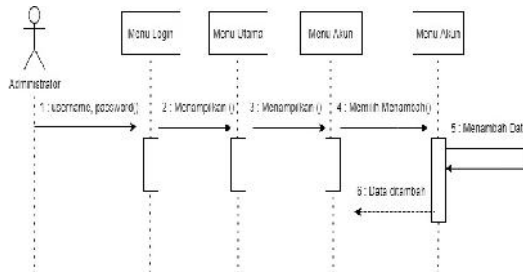 Menu Login
Menu Utama
Menu Akun
Menu Akun
Administrator
1 : username, password()
2 : Menampilkan ()
3 : Menampilkan ()
4 : Memilih Menambah()
5 : Menambah Dat
6 : Data ditambah